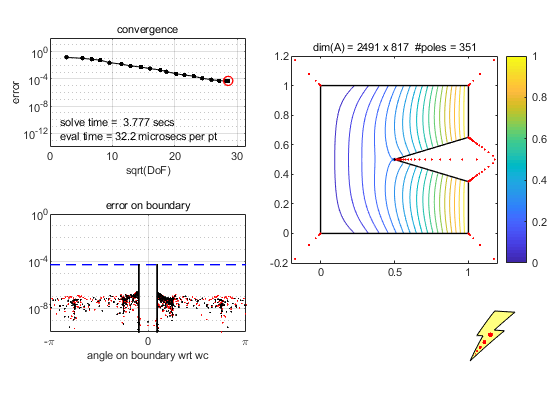 convergence
10^0
10^-4
10^-8
10^-12
error
solve time = 3.777 secs
eval time = 32.2 microsecs per pt
0 10 20 30
sqrt(DoF)
dim(A) = 2491 x 817 #poles = 351
1.2
1
0.8
0.6
0.4
0.2
0
-0.2
0 0.5 1
1
0.8
0.6
0.4
0.2
0
error on boundary
10^0
10^-4
10^-8
-π 0 π
angle on boundary wrt wc